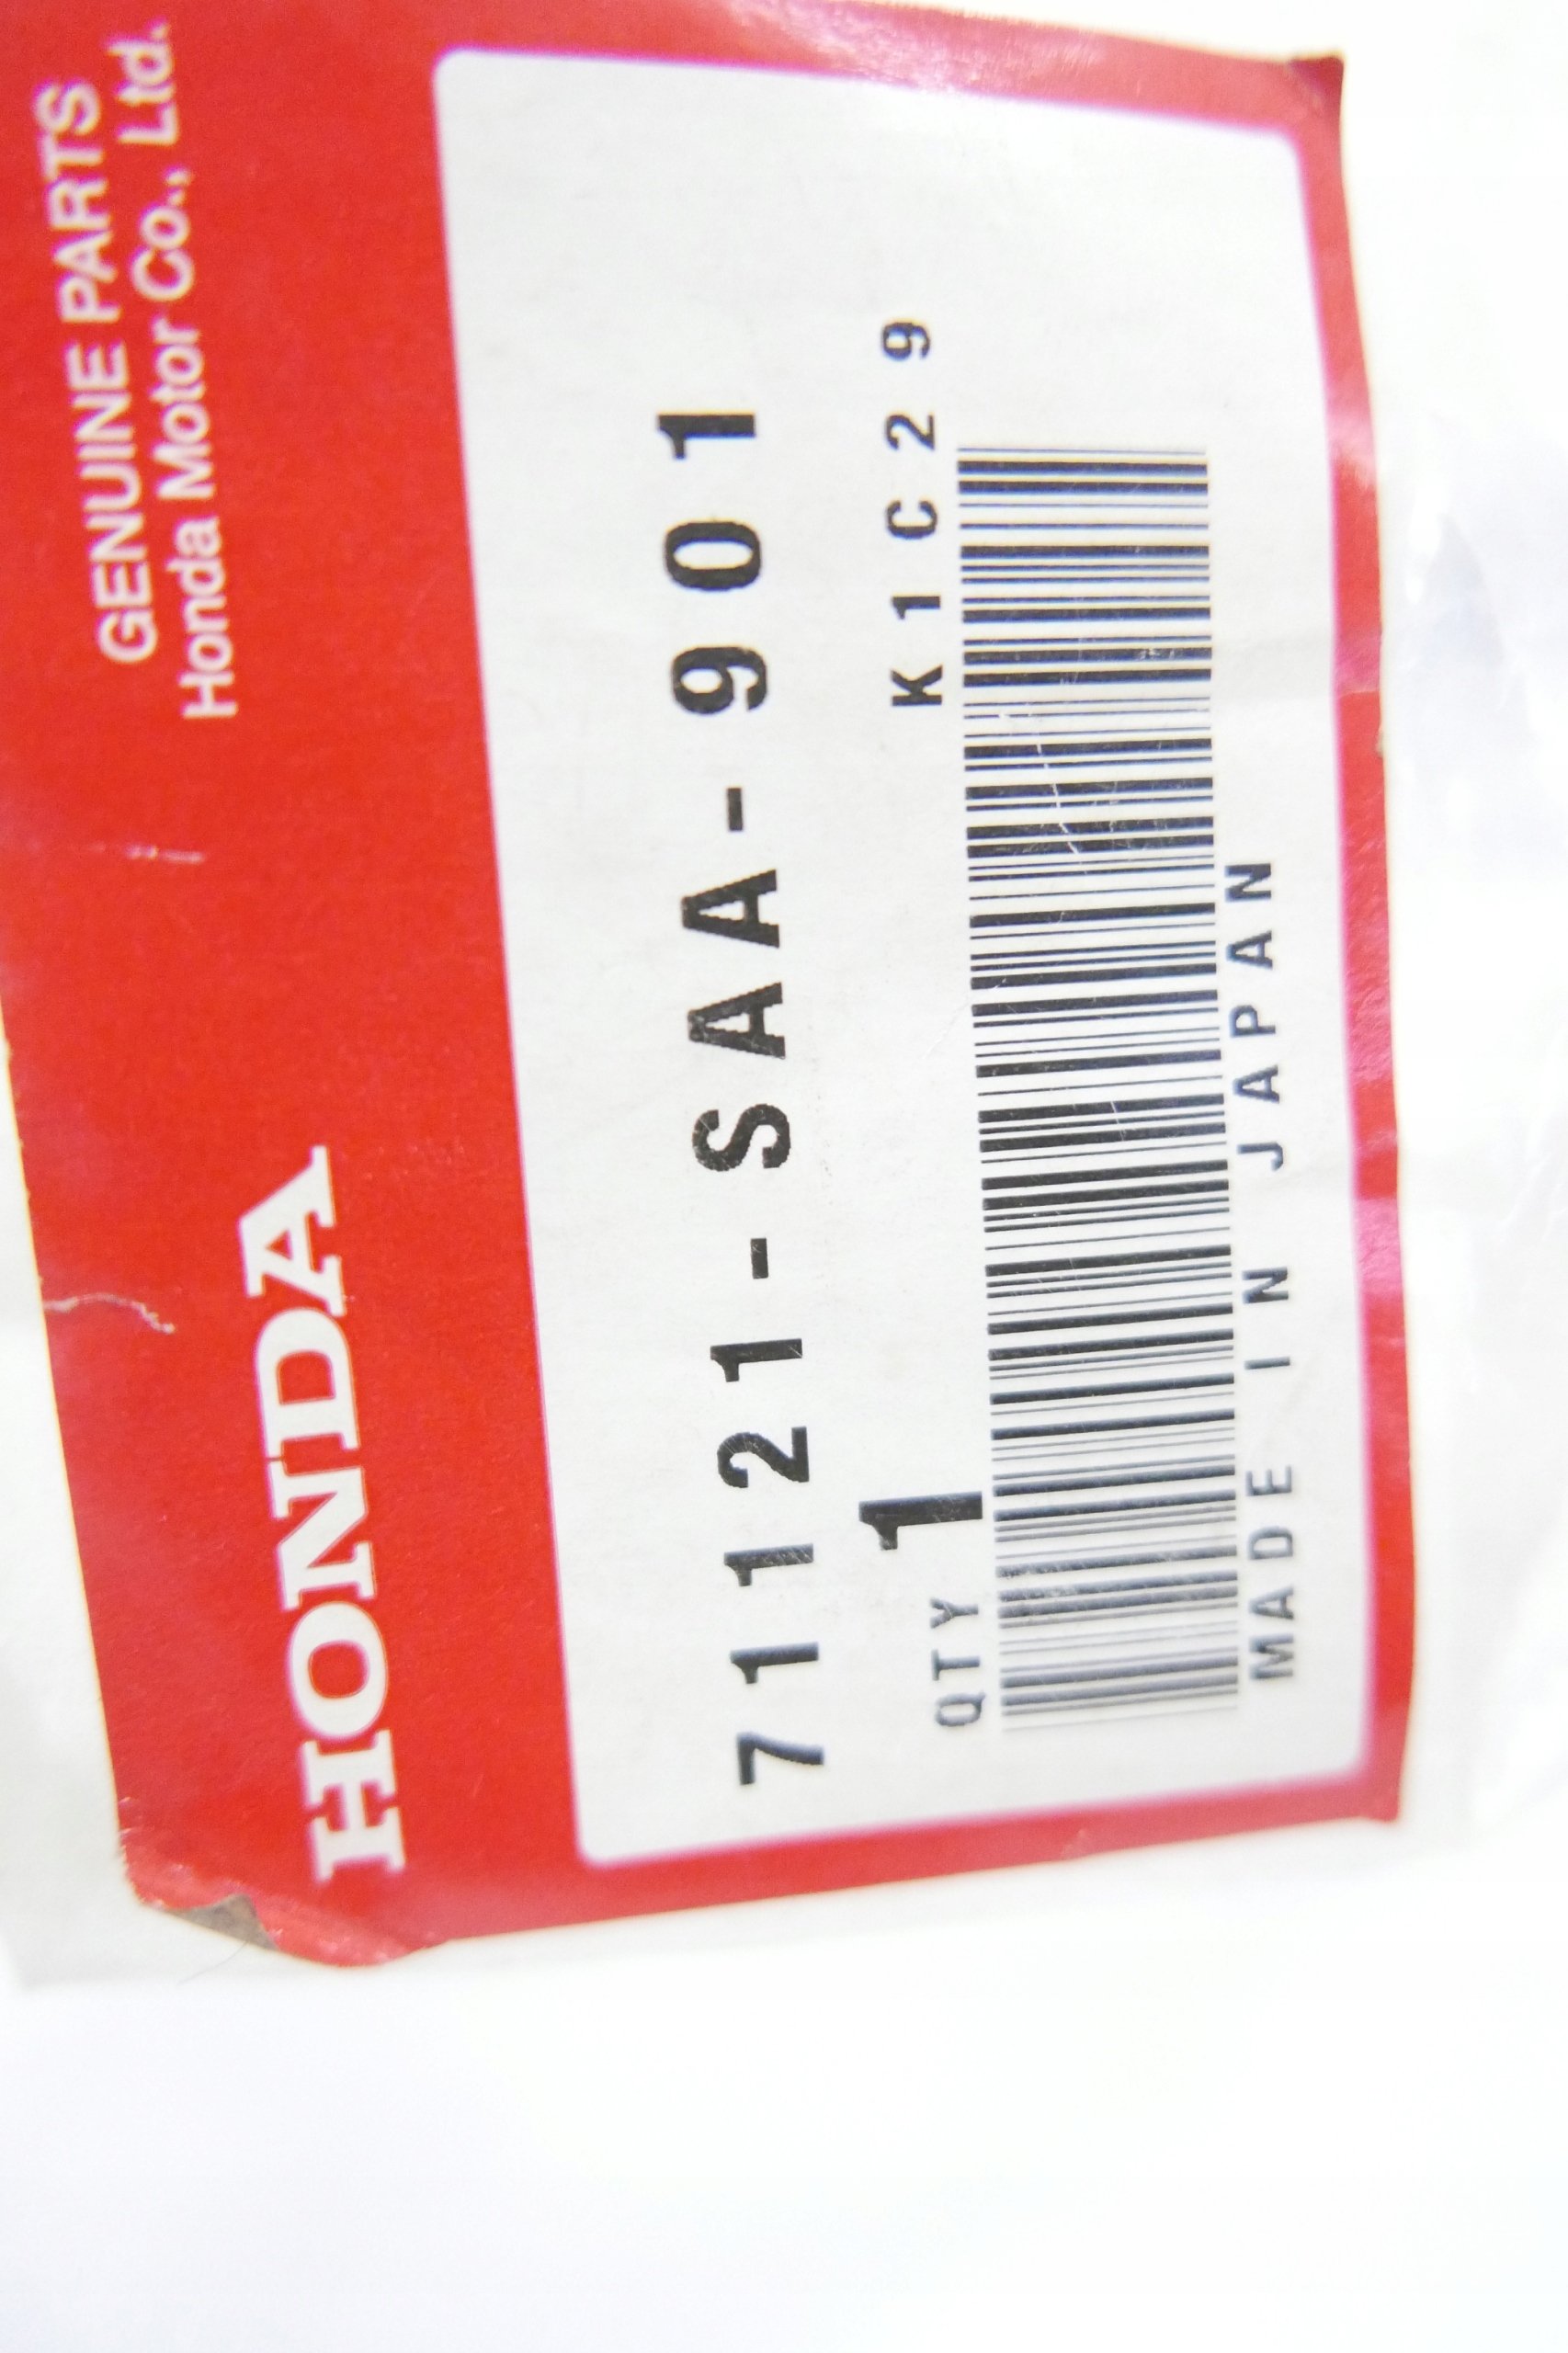 HONDA
GENUINE PARTS
Honda Motor Co., Ltd.
71121-SAA-901
QTY 1
K1C29
MADE IN JAPAN